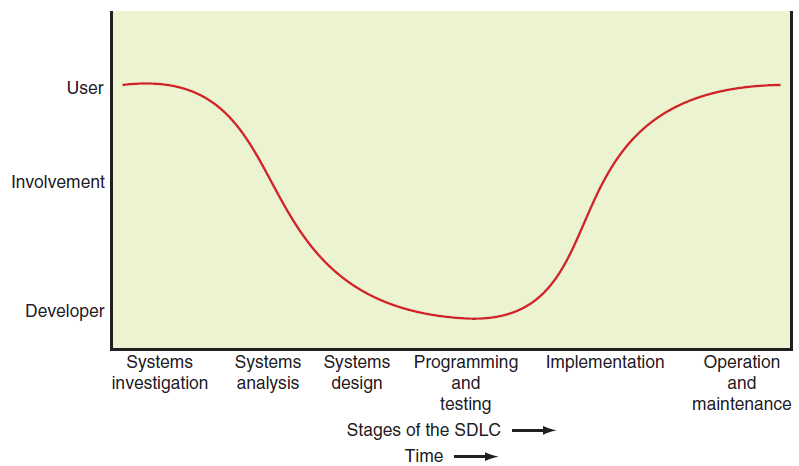 User
Involvement
Developer
Systems
investigation
Systems
analysis
Systems
design
Programming
and
testing
Implementation
Operation
and
maintenance
Stages of the SDLC
Time